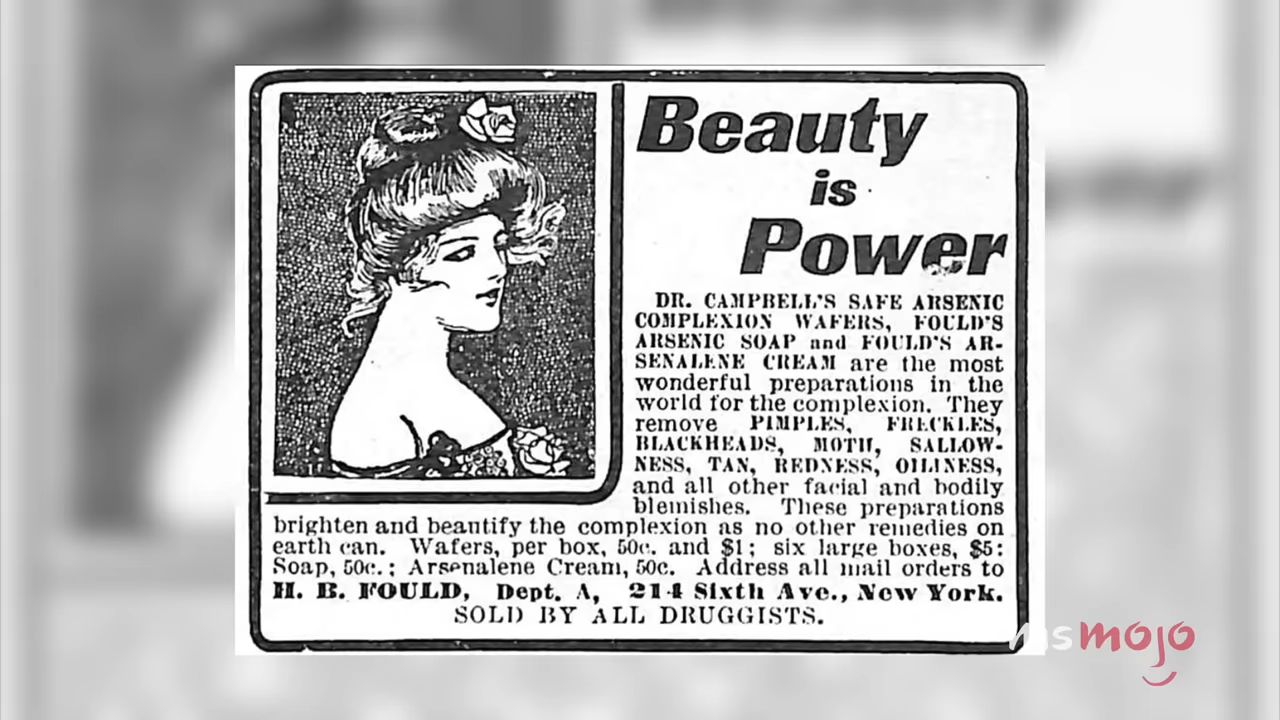 Beauty
is
Power
DR. CAMPBELL'S SAFE ARSENIC
COMPLEXION WAFERS, FOULD'S
ARSENIC SOAP and FOULD'S AR-
SENALENE CREAM are the most
wonderful preparations in the
world for the complexion. They
remove PIMPLES, FRECKLES,
BLACKHEADS, MOTH, SALLOW-
NESS, TAN, REDNESS, OILINESS,
and all other facial and bodily
blemishes. These preparations
brighten and beautify the complexion as no other remedies on
earth can. Wafers, per box, 50c. and $1; six large boxes, $5:
Soap, 50c.; Arsenalene Cream, 50c. Address all mail orders to
H. B. FOULD, Dept. A, 214 Sixth Ave., New York.
SOLD BY ALL DRUGGISTS.
msmojo